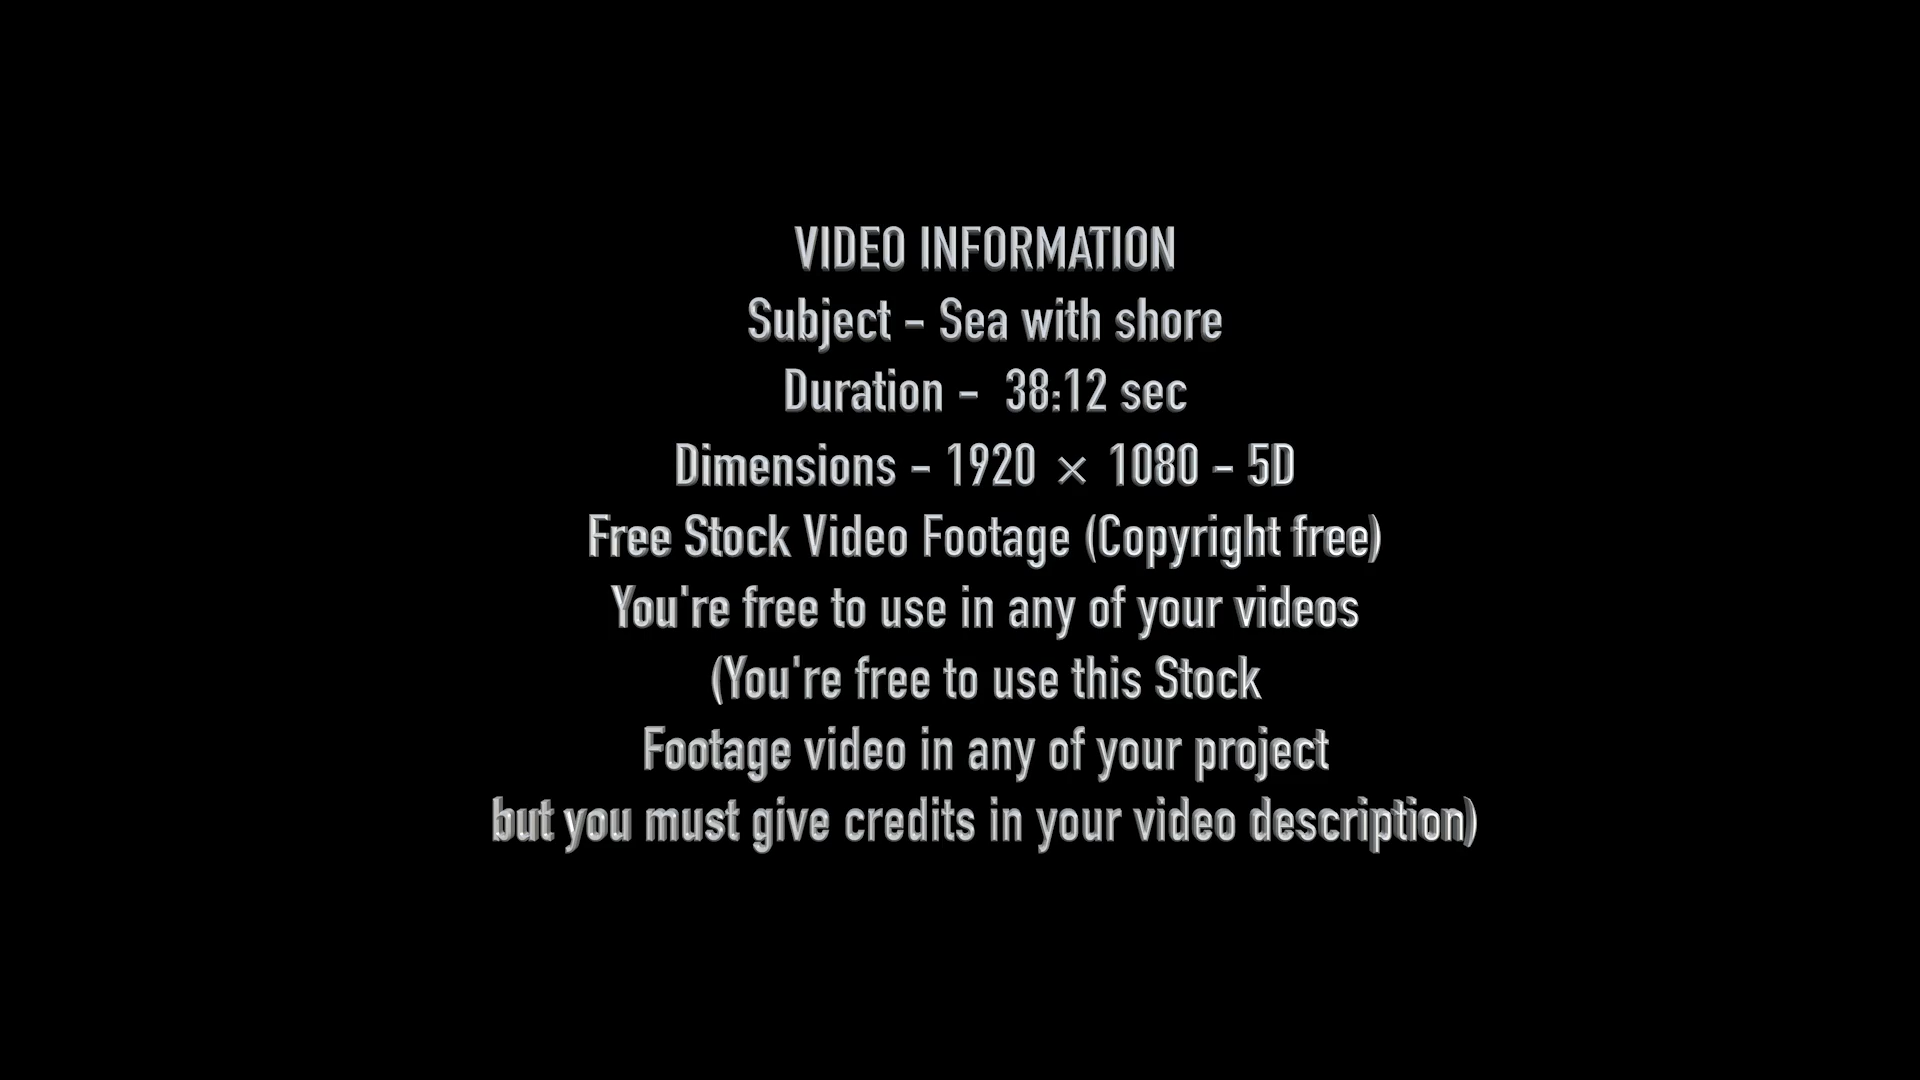 VIDEO INFORMATION
Subject - Sea with shore
Duration - 38:12 sec
Dimensions - 1920 × 1080 - 5D
Free Stock Video Footage (Copyright free)
You're free to use in any of your videos
(You're free to use this Stock
Footage video in any of your project
but you must give credits in your video description)